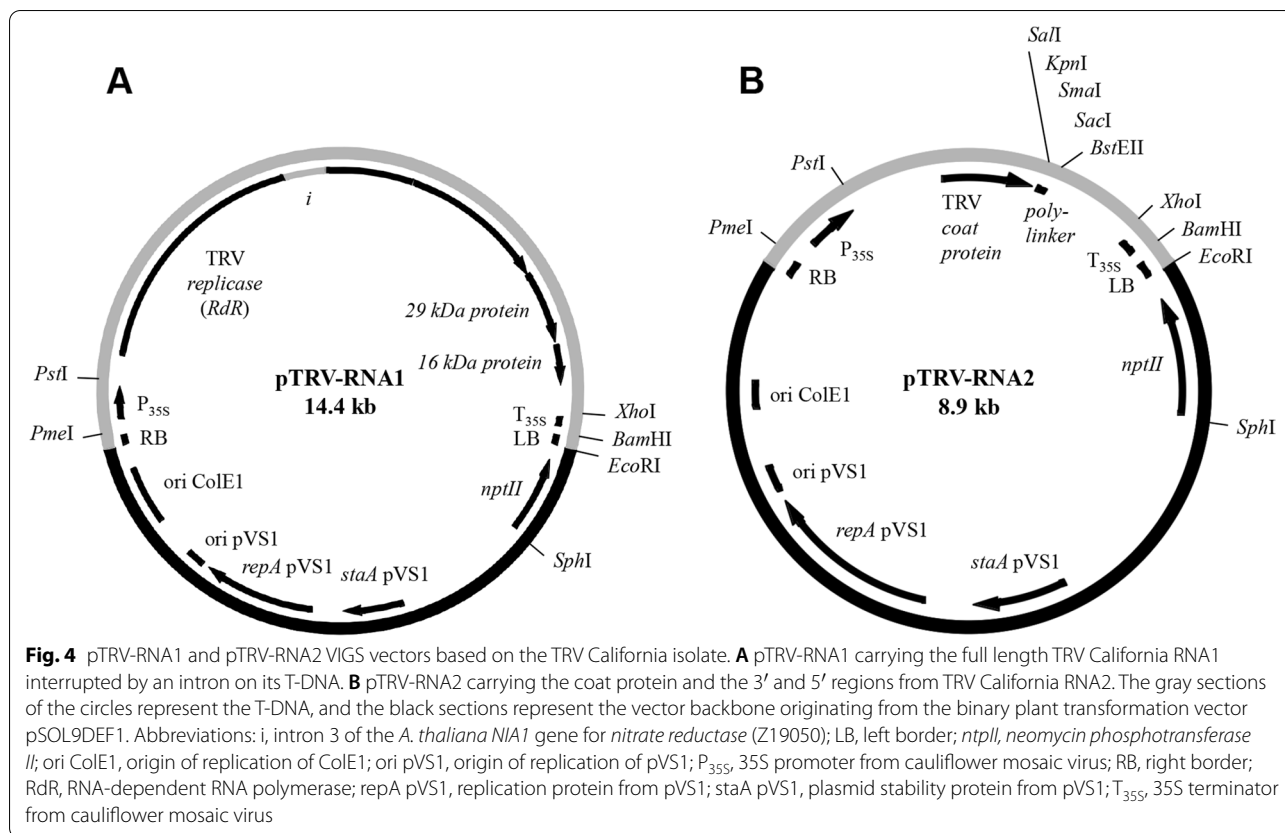 A
i
TRV
replicase
(RdR)
29 kDa protein
16 kDa protein
PstI
pTRV-RNA1
14.4 kb
P35S
PmeI
RB
T35S
LB
XhoI
BamHI
EcoRI
ori ColE1
nptII
ori pVS1
repA pVS1
staA pVS1
SphI
B
SalI
KpnI
SmaI
SacI
BstEII
PstI
PmeI
P35S
RB
TRV
coat
protein
poly-
linker
XhoI
BamHI
EcoRI
T35S
LB
nptII
pTRV-RNA2
8.9 kb
ori ColE1
SphI
ori pVS1
repA pVS1
staA pVS1
Fig. 4 pTRV-RNA1 and pTRV-RNA2 VIGS vectors based on the TRV California isolate. A pTRV-RNA1 carrying the full length TRV California RNA1
interrupted by an intron on its T-DNA. B pTRV-RNA2 carrying the coat protein and the 3′ and 5′ regions from TRV California RNA2. The gray sections
of the circles represent the T-DNA, and the black sections represent the vector backbone originating from the binary plant transformation vector
pSOL9DEF1. Abbreviations: i, intron 3 of the A. thaliana NIA1 gene for nitrate reductase (Z19050); LB, left border; ntpII, neomycin phosphotransferase
II; ori ColE1, origin of replication of ColE1; ori pVS1, origin of replication of pVS1; P35S, 35S promoter from cauliflower mosaic virus; RB, right border;
RdR, RNA-dependent RNA polymerase; repA pVS1, replication protein from pVS1; staA pVS1, plasmid stability protein from pVS1; T35S, 35S terminator
from cauliflower mosaic virus